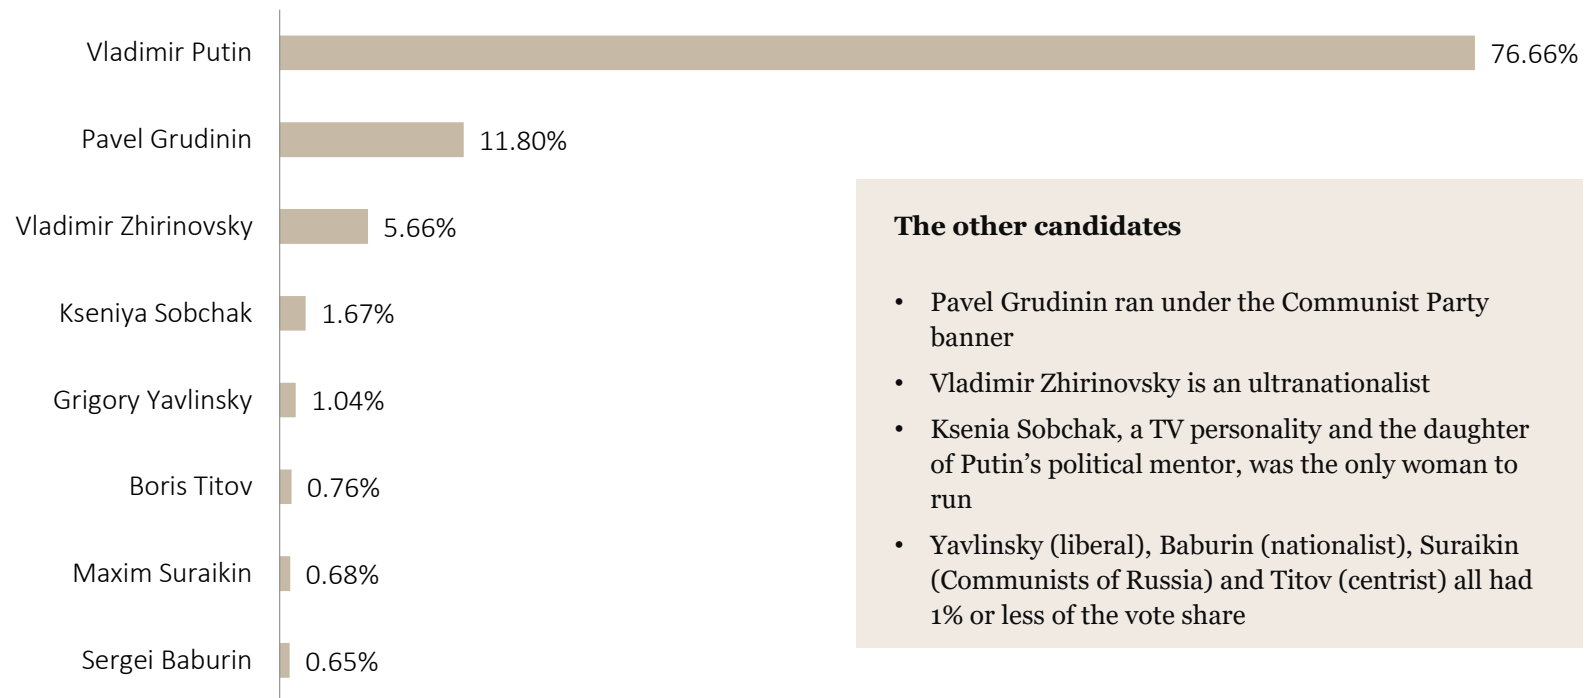 Vladimir Putin 76.66%
Pavel Grudinin 11.80%
Vladimir Zhirinovsky 5.66%
Kseniya Sobchak 1.67%
Grigory Yavlinsky 1.04%
Boris Titov 0.76%
Maxim Suraikin 0.68%
Sergei Baburin 0.65%
The other candidates
• Pavel Grudinin ran under the Communist Party
banner
• Vladimir Zhirinovsky is an ultranationalist
• Ksenia Sobchak, a TV personality and the daughter
of Putin’s political mentor, was the only woman to
run
• Yavlinsky (liberal), Baburin (nationalist), Suraikin
(Communists of Russia) and Titov (centrist) all had
1% or less of the vote share